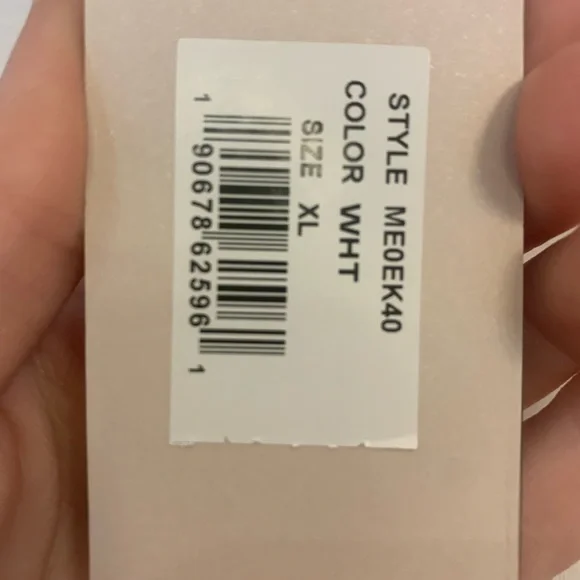 STYLE ME0EK40
COLOR WHT
SIZE XL
1 90678 62596 1